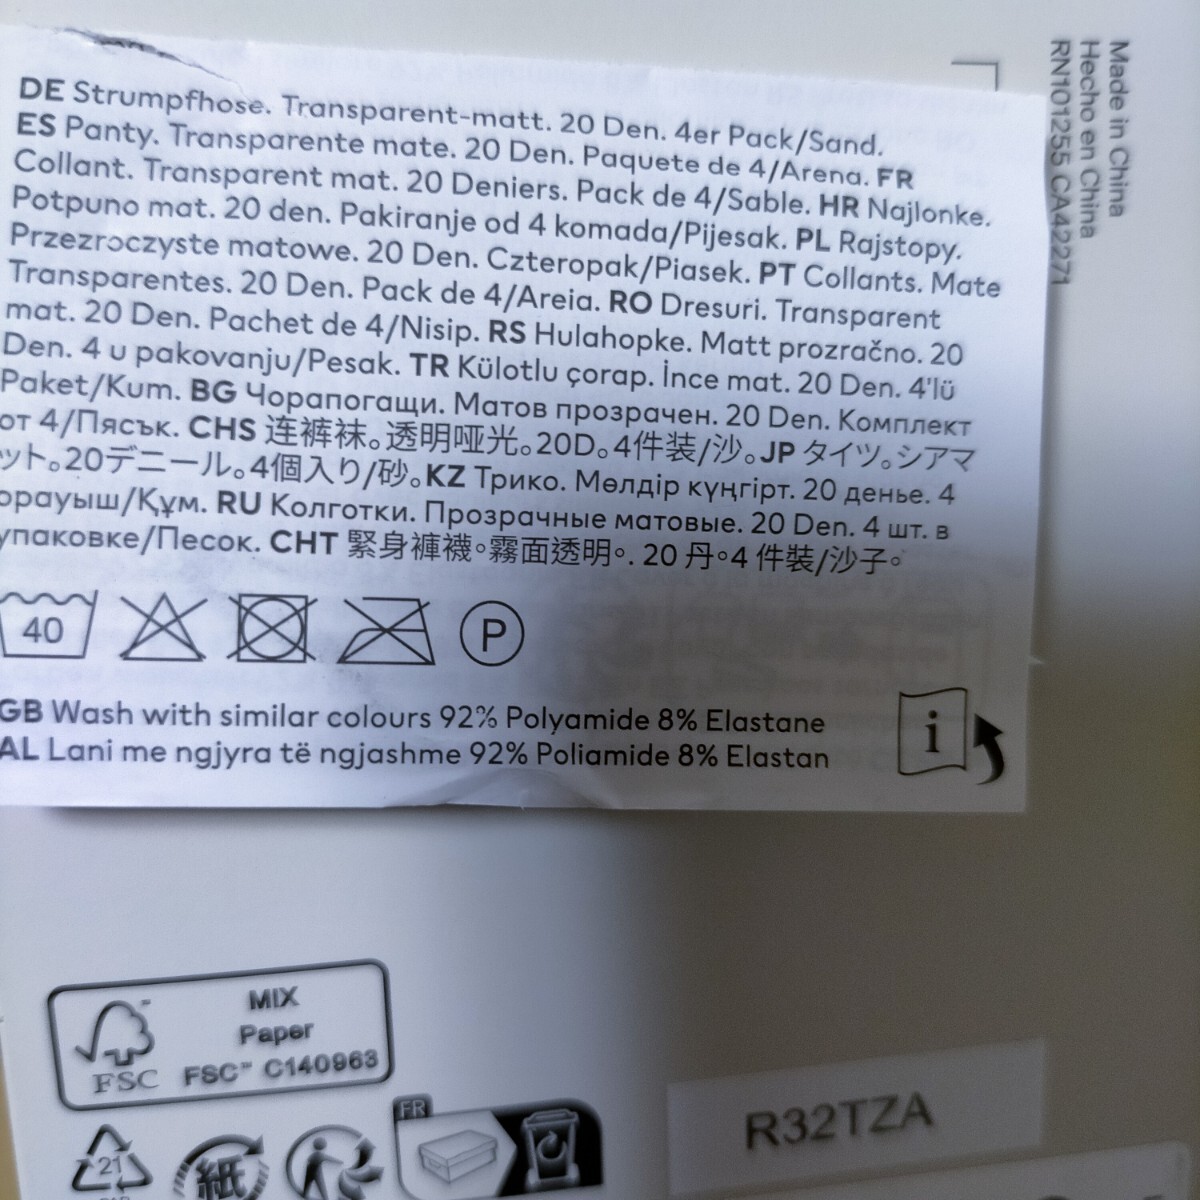 DE Strumpfhose. Transparent-matt. 20 Den. 4er Pack/Sand.
ES Panty. Transparente mate. 20 Den. Paquete de 4/Arena. FR
Collant. Transparent mat. 20 Deniers. Pack de 4/Sable. HR Najlonke.
Potpuno mat. 20 den. Pakiranje od 4 komada/Pijesak. PL Rajstopy.
Przezroczyste matowe. 20 Den. Czteropak/Piasek. PT Collants. Mate
Transparentes. 20 Den. Pack de 4/Areia. RO Dresuri. Transparent
mat. 20 Den. Pachet de 4/Nisip. RS Hulahopke. Matt prozračno. 20
Den. 4 u pakovanju/Pesak. TR Külotlu çorap. İnce mat. 20 Den. 4'lü
Paket/Kum. BG Чорапогащи. Матов прозрачен. 20 Den. Комплект
от 4/Пясък. CHS 连裤袜。透明哑光。20D。4件装/沙。JP タイツ。シアマ
ット。20デニール。4個入り/砂。KZ Трико. Мөлдір күңгірт. 20 денье. 4
орауыш/Құм. RU Колготки. Прозрачные матовые. 20 Den. 4 шт. в
упаковке/Песок. CHT 緊身褲襪。霧面透明。. 20 丹。4 件裝/沙子。
40
P
GB Wash with similar colours 92% Polyamide 8% Elastane
AL Lani me ngjyra të ngjashme 92% Poliamide 8% Elastan
i
Made in China
Hecho en China
RN101255 CA42271
MIX
Paper
FSC™ C140963
FSC
21
PAP
紙
FR
R32TZA